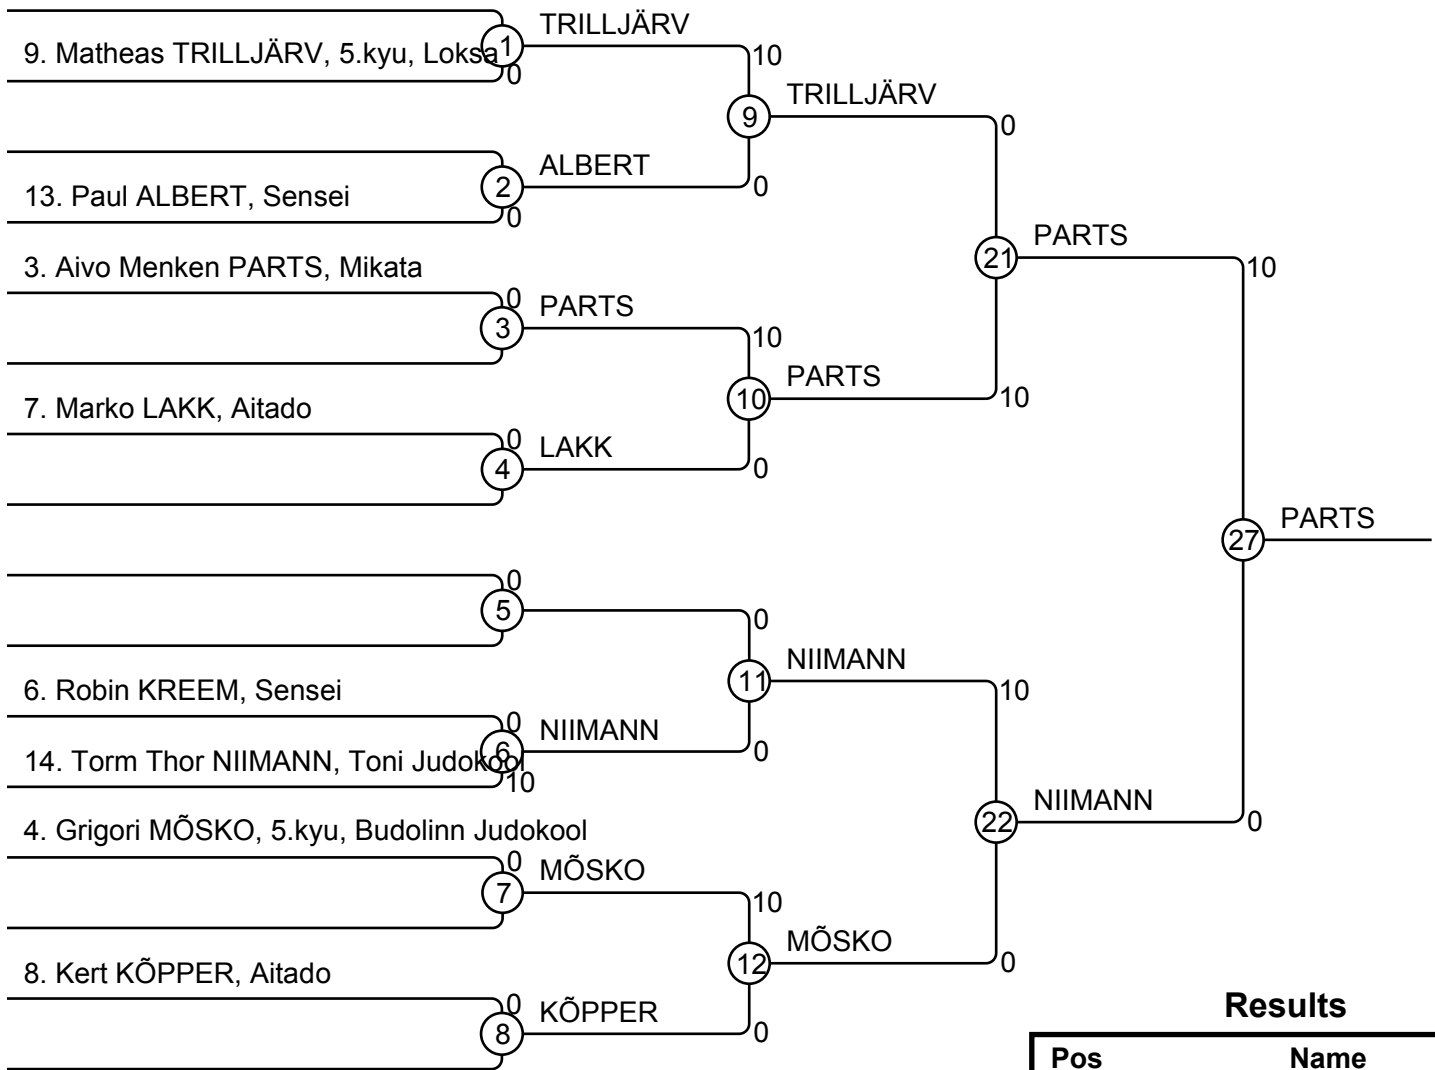 TRILLJÄRV
9. Matheas TRILLJÄRV, 5.kyu, Loksa
1
10
0
TRILLJÄRV
9
0
ALBERT
13. Paul ALBERT, Sensei
2
0
0
PARTS
3. Aivo Menken PARTS, Mikata
21
10
0
PARTS
3
10
PARTS
7. Marko LAKK, Aitado
10
10
0
LAKK
4
0
PARTS
27
0
5
0
NIIMANN
6. Robin KREEM, Sensei
11
10
0
NIIMANN
14. Torm Thor NIIMANN, Toni Judokool
6
0
10
NIIMANN
22
0
4. Grigori MÕSKO, 5.kyu, Budolinn Judokool
0
MÕSKO
7
10
MÕSKO
8. Kert KÕPPER, Aitado
12
0
0
KÕPPER
8
0
Results
Pos Name